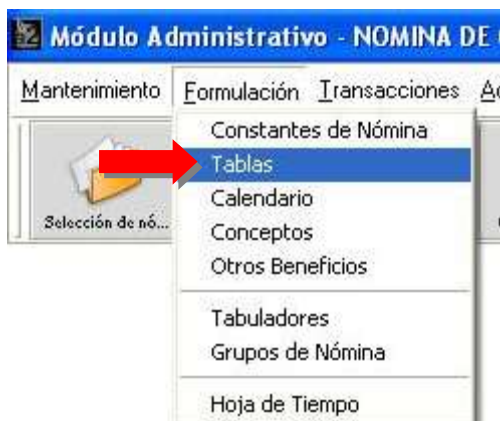 Módulo Administrativo - NOMINA DE
Mantenimiento Formulación Transacciones
Constantes de Nómina
Tablas
Calendario
Selección de nó...
Conceptos
Otros Beneficios
Tabuladores
Grupos de Nómina
Hoja de Tiempo